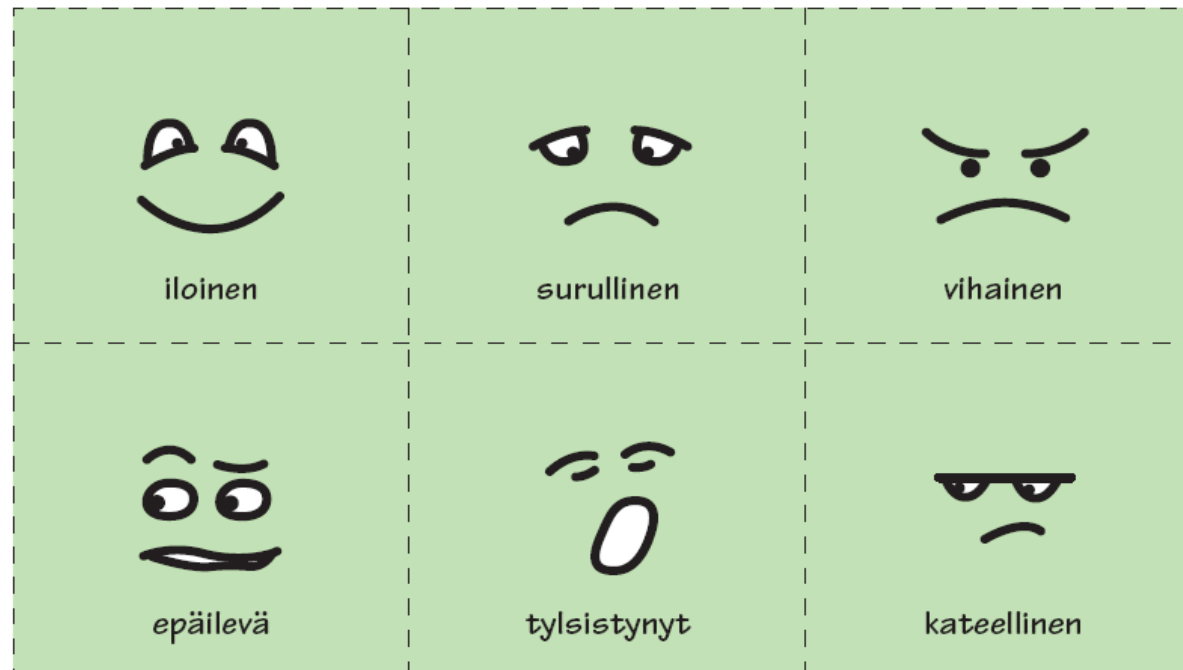 iloinen
surullinen
vihainen
epäilevä
tylsistynyt
kateellinen